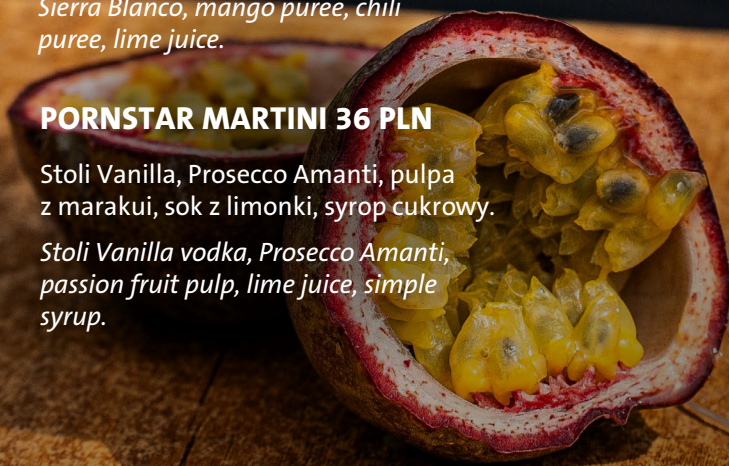 Sierra Blanco, mango puree, chili
puree, lime juice.
PORNSTAR MARTINI 36 PLN
Stoli Vanilla, Prosecco Amanti, pulpa
z marakui, sok z limonki, syrop cukrowy.
Stoli Vanilla vodka, Prosecco Amanti,
passion fruit pulp, lime juice, simple
syrup.